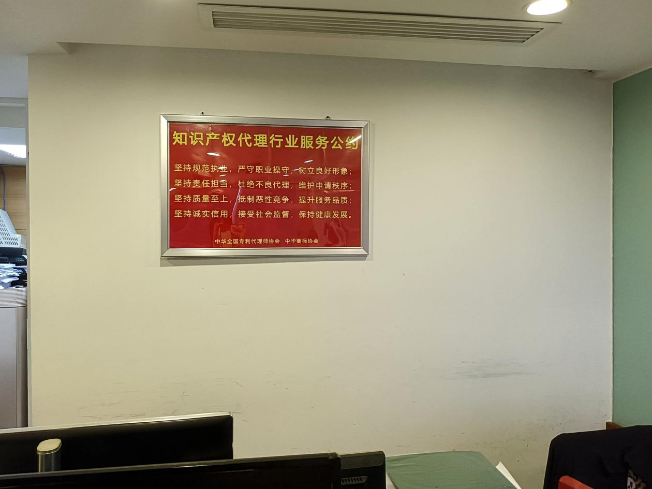 知识产权代理行业服务公约
坚持规范执业，严守职业操守，树立良好形象；
坚持责任担当，杜绝不良代理，维护申请秩序；
坚持质量至上，抵制恶性竞争，提升服务品质；
坚持诚实信用，接受社会监督，保持健康发展。
中华全国专利代理师协会 中华商标协会